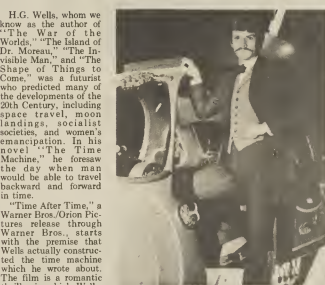 H.G. Wells, whom we
know as the author of
"The War of the
Worlds," "The Island of
Dr. Moreau," "The In-
visible Man," and "The
Shape of Things to
Come," was a futurist
who predicted many of
the developments of the
20th Century, including
space travel, moon
landings, socialist
societies, and women's
emancipation. In his
novel "The Time
Machine," he foresaw
the day when man
would be able to travel
backward and forward
in time.
"Time After Time," a
Warner Bros./Orion Pic-
tures release through
Warner Bros., starts
with the premise that
Wells actually construc-
ted the time machine
which he wrote about.
The film is a romantic